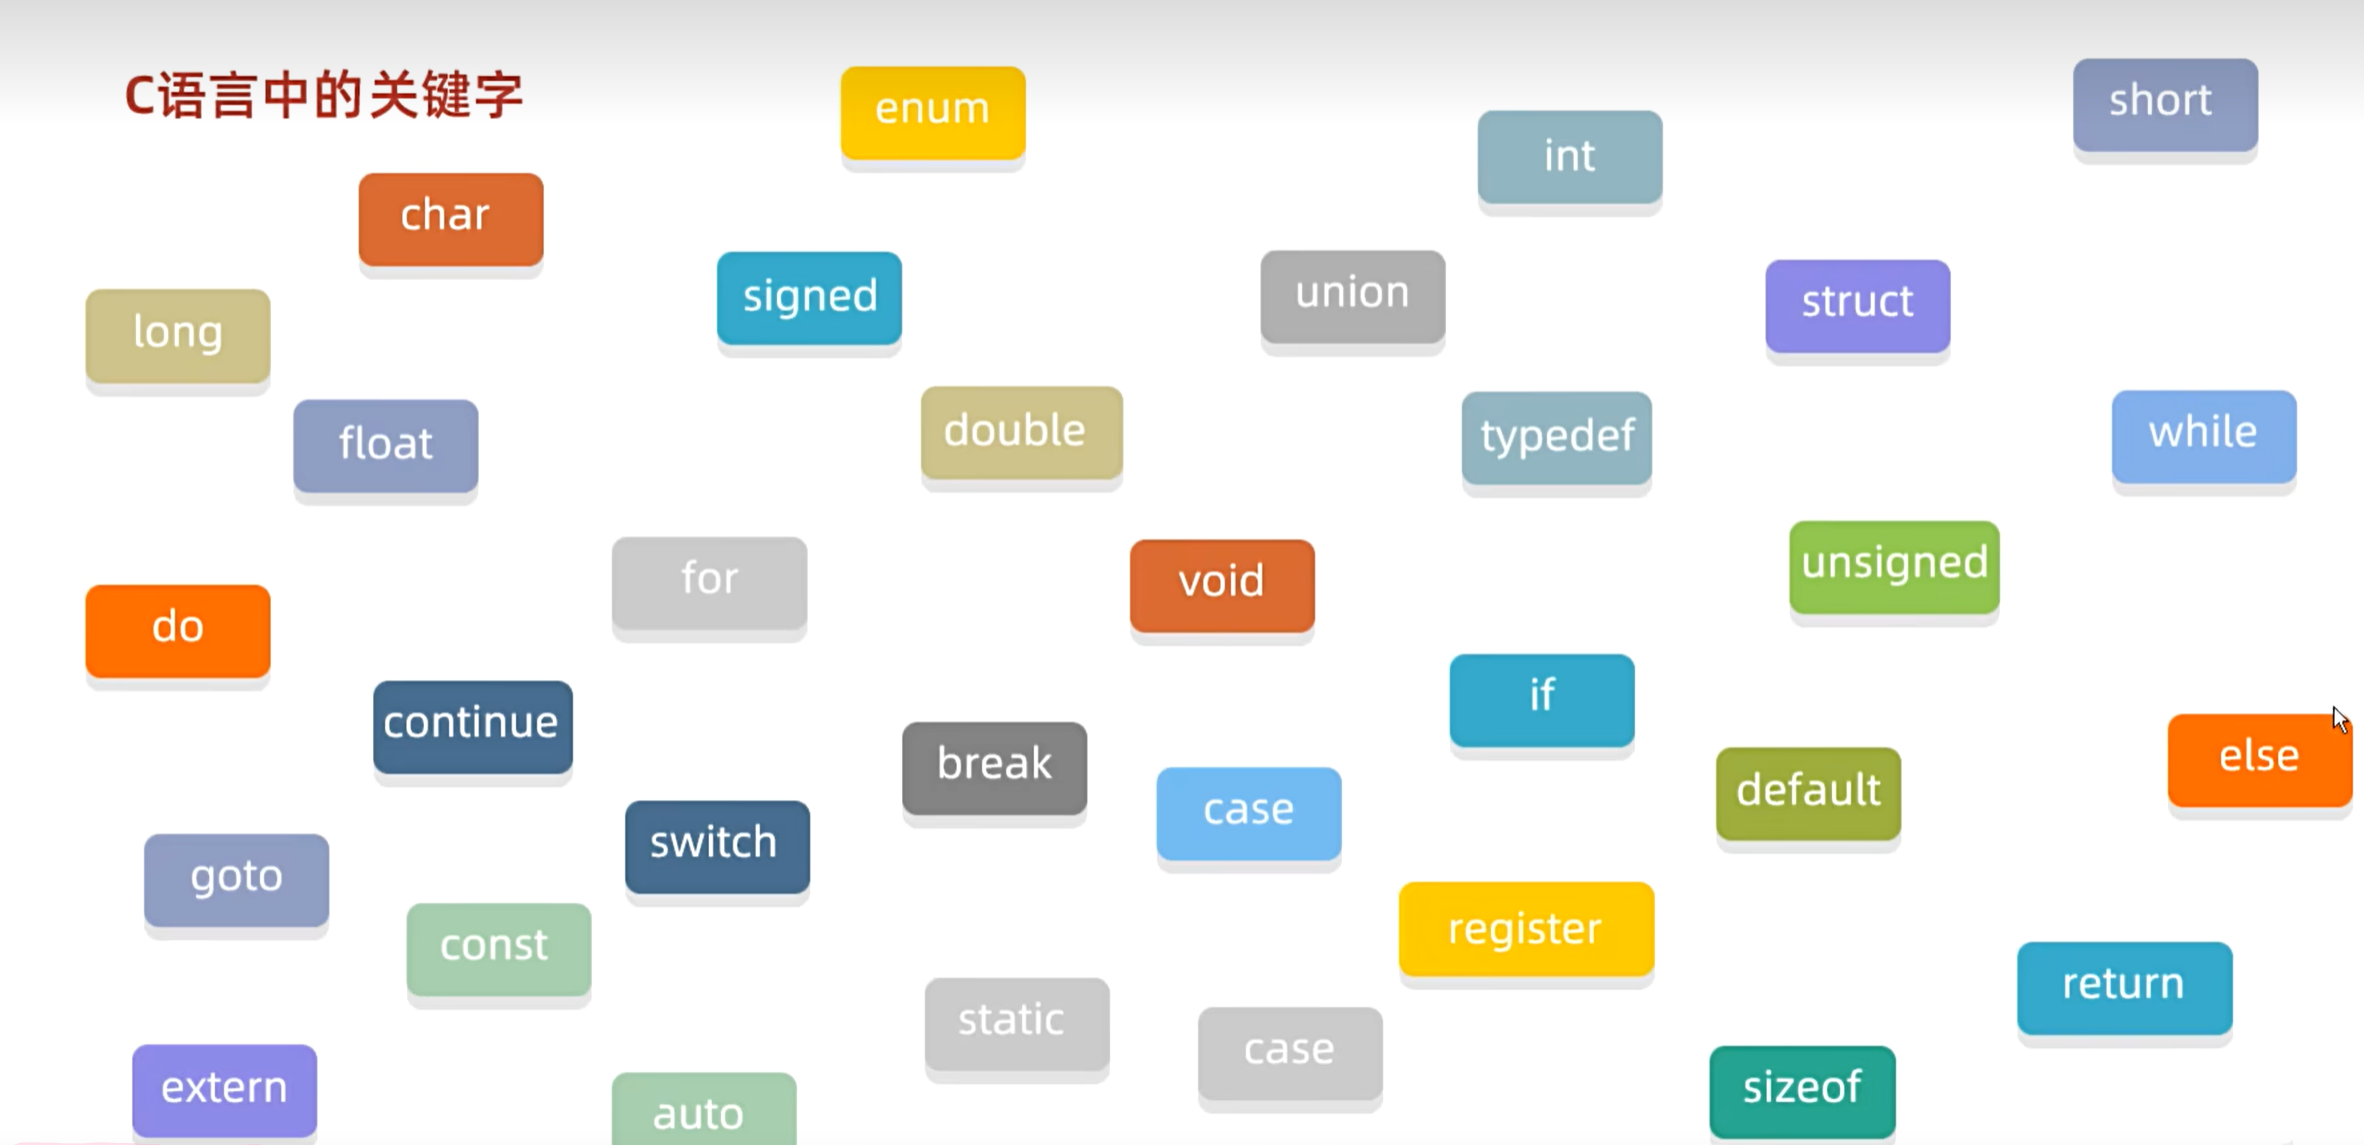 C语言中的关键字
enum
short
int
char
signed
union
struct
long
float
double
typedef
while
for
void
unsigned
do
continue
if
break
else
case
default
switch
goto
const
register
return
static
case
extern
auto
sizeof